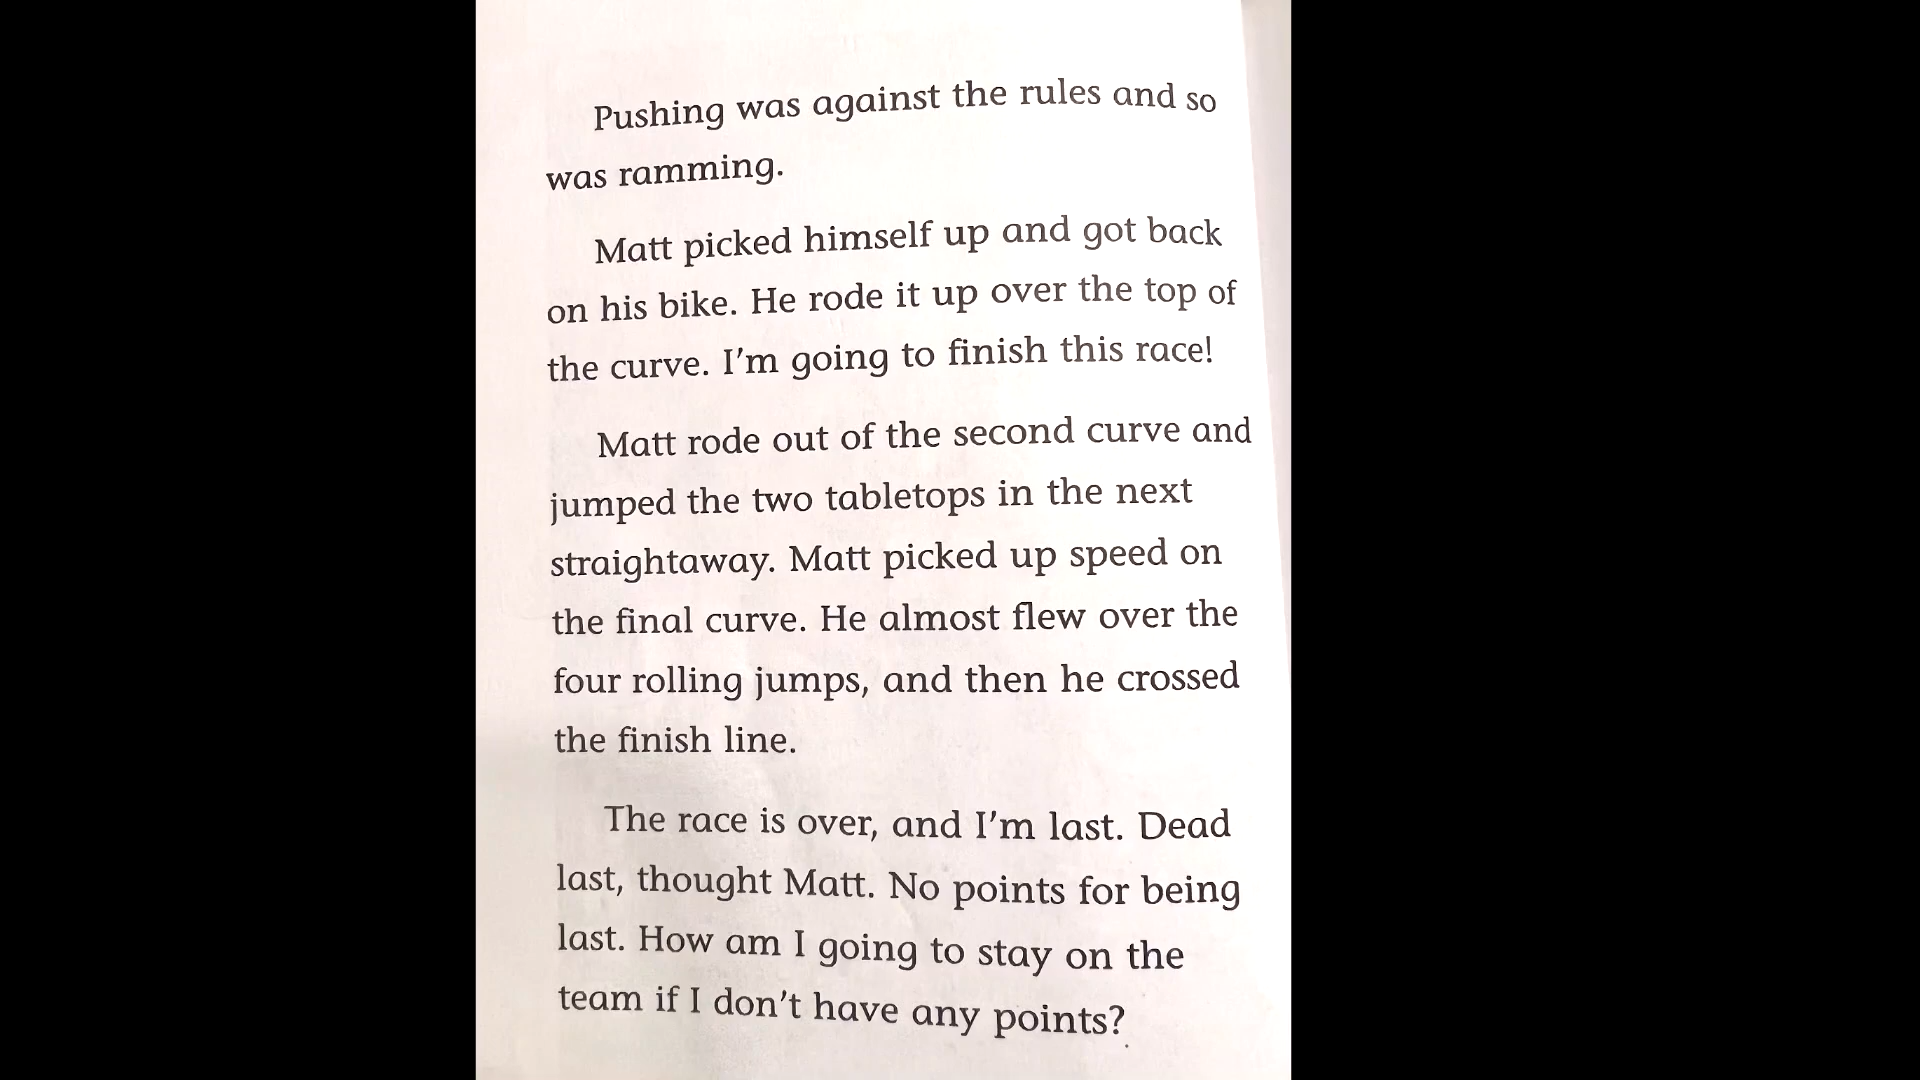 Pushing was against the rules and so
was ramming.
Matt picked himself up and got back
on his bike. He rode it up over the top of
the curve. I'm going to finish this race!
Matt rode out of the second curve and
jumped the two tabletops in the next
straightaway. Matt picked up speed on
the final curve. He almost flew over the
four rolling jumps, and then he crossed
the finish line.
The race is over, and I'm last. Dead
last, thought Matt. No points for being
last. How am I going to stay on the
team if I don't have any points?